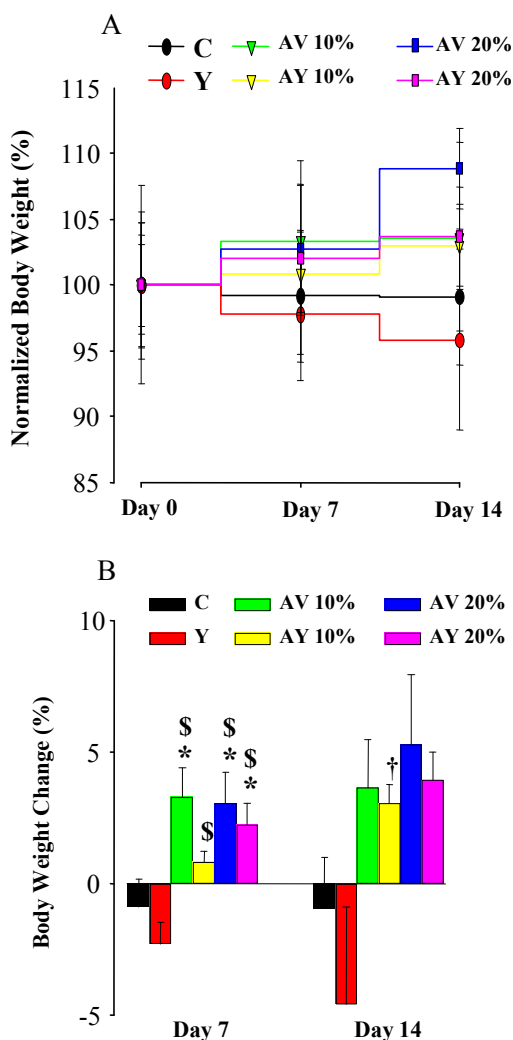 A
C AV 10% AV 20%
Y AY 10% AY 20%
115
110
105
100
95
90
85
Normalized Body Weight (%)
Day 0 Day 7 Day 14
B
C AV 10% AV 20%
Y AY 10% AY 20%
10
5
0
-5
Body Weight Change (%)
$ $
* * $
$ * †
Day 7 Day 14